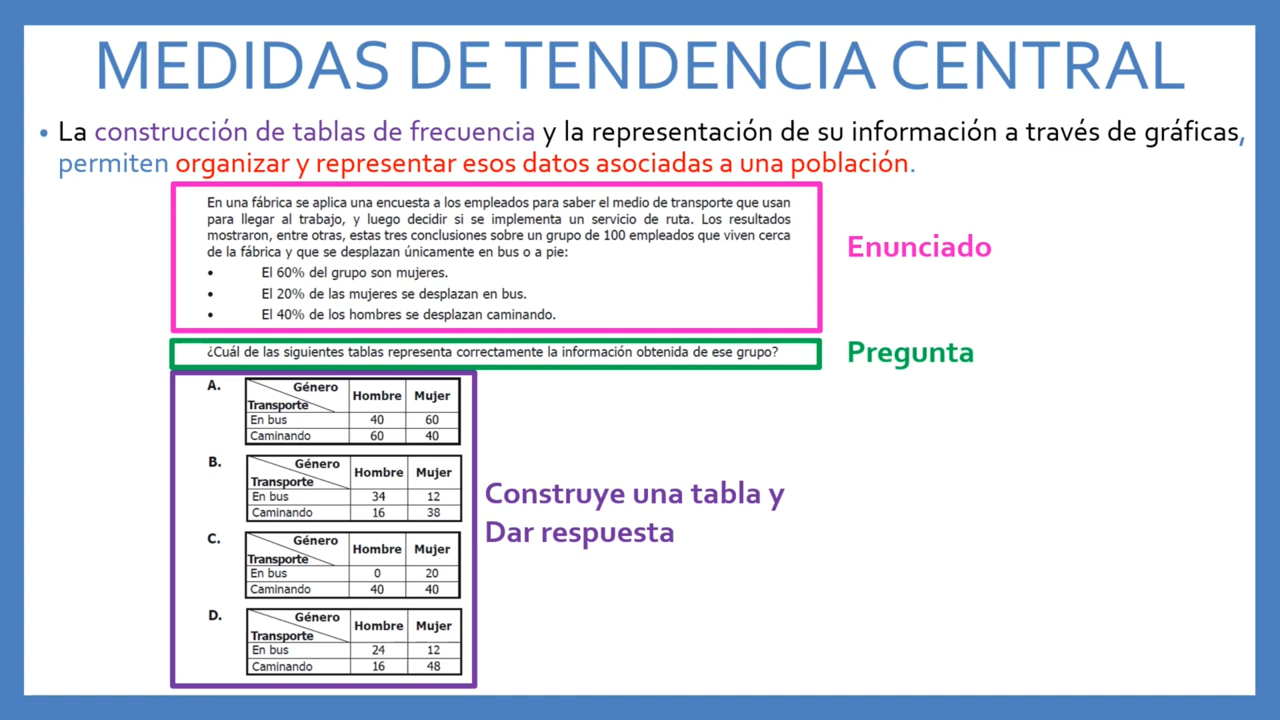 MEDIDAS DE TENDENCIA CENTRAL
• La construcción de tablas de frecuencia y la representación de su información a través de gráficas,
permiten organizar y representar esos datos asociadas a una población.
En una fábrica se aplica una encuesta a los empleados para saber el medio de transporte que usan
para llegar al trabajo, y luego decidir si se implementa un servicio de ruta. Los resultados
mostraron, entre otras, estas tres conclusiones sobre un grupo de 100 empleados que viven cerca
de la fábrica y que se desplazan únicamente en bus o a pie:
• El 60% del grupo son mujeres.
• El 20% de las mujeres se desplazan en bus.
• El 40% de los hombres se desplazan caminando.
Enunciado
¿Cuál de las siguientes tablas representa correctamente la información obtenida de ese grupo?
Pregunta
A.
Género Hombre Mujer
Transporte
En bus 40 60
Caminando 60 40
B.
Género Hombre Mujer
Transporte
En bus 34 12
Caminando 16 38
C.
Género Hombre Mujer
Transporte
En bus 0 20
Caminando 40 40
D.
Género Hombre Mujer
Transporte
En bus 24 12
Caminando 16 48
Construye una tabla y
Dar respuesta